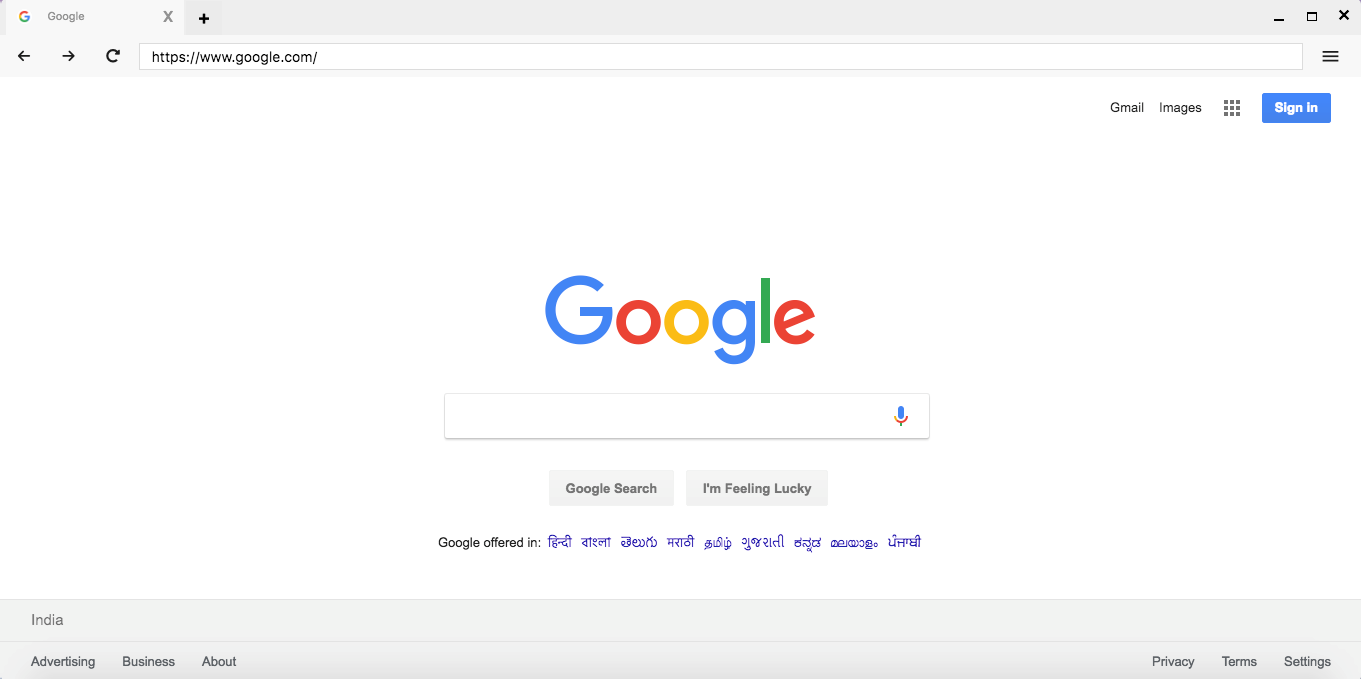 Google X +
https://www.google.com/
Gmail Images Sign in
Google
Google Search I'm Feeling Lucky
Google offered in: हिन्दी বাংলা తెలుగు मराठी தமிழ் ગુજરાતી ಕನ್ನಡ മലയാളം ਪੰਜਾਬੀ
India
Advertising Business About Privacy Terms Settings